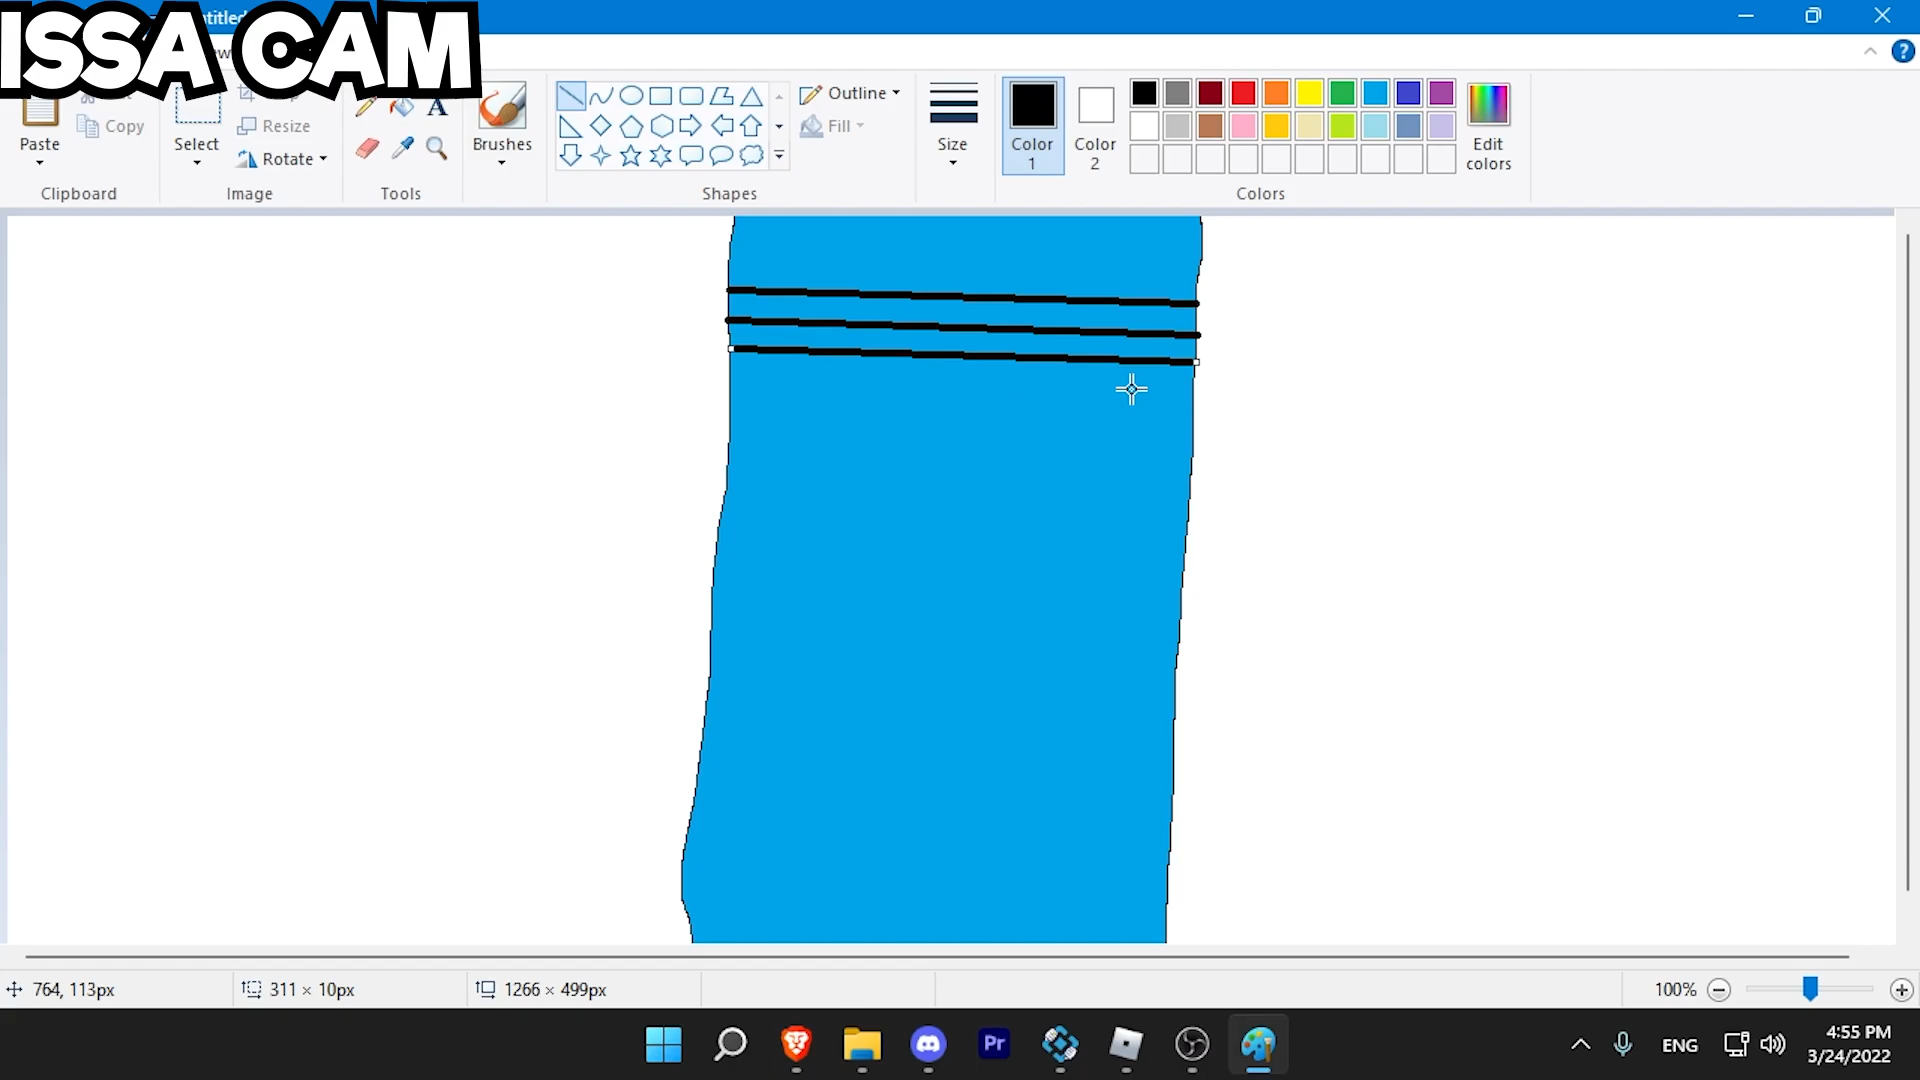 ISSA CAM
Paste
Copy
Clipboard
Select
Resize
Rotate
Image
A
Tools
Brushes
Outline
Fill
Shapes
Size
Color
1
Color
2
Edit
colors
Colors
?
764, 113px
311 × 10px
1266 × 499px
100%
Pr
ENG
4:55 PM
3/24/2022